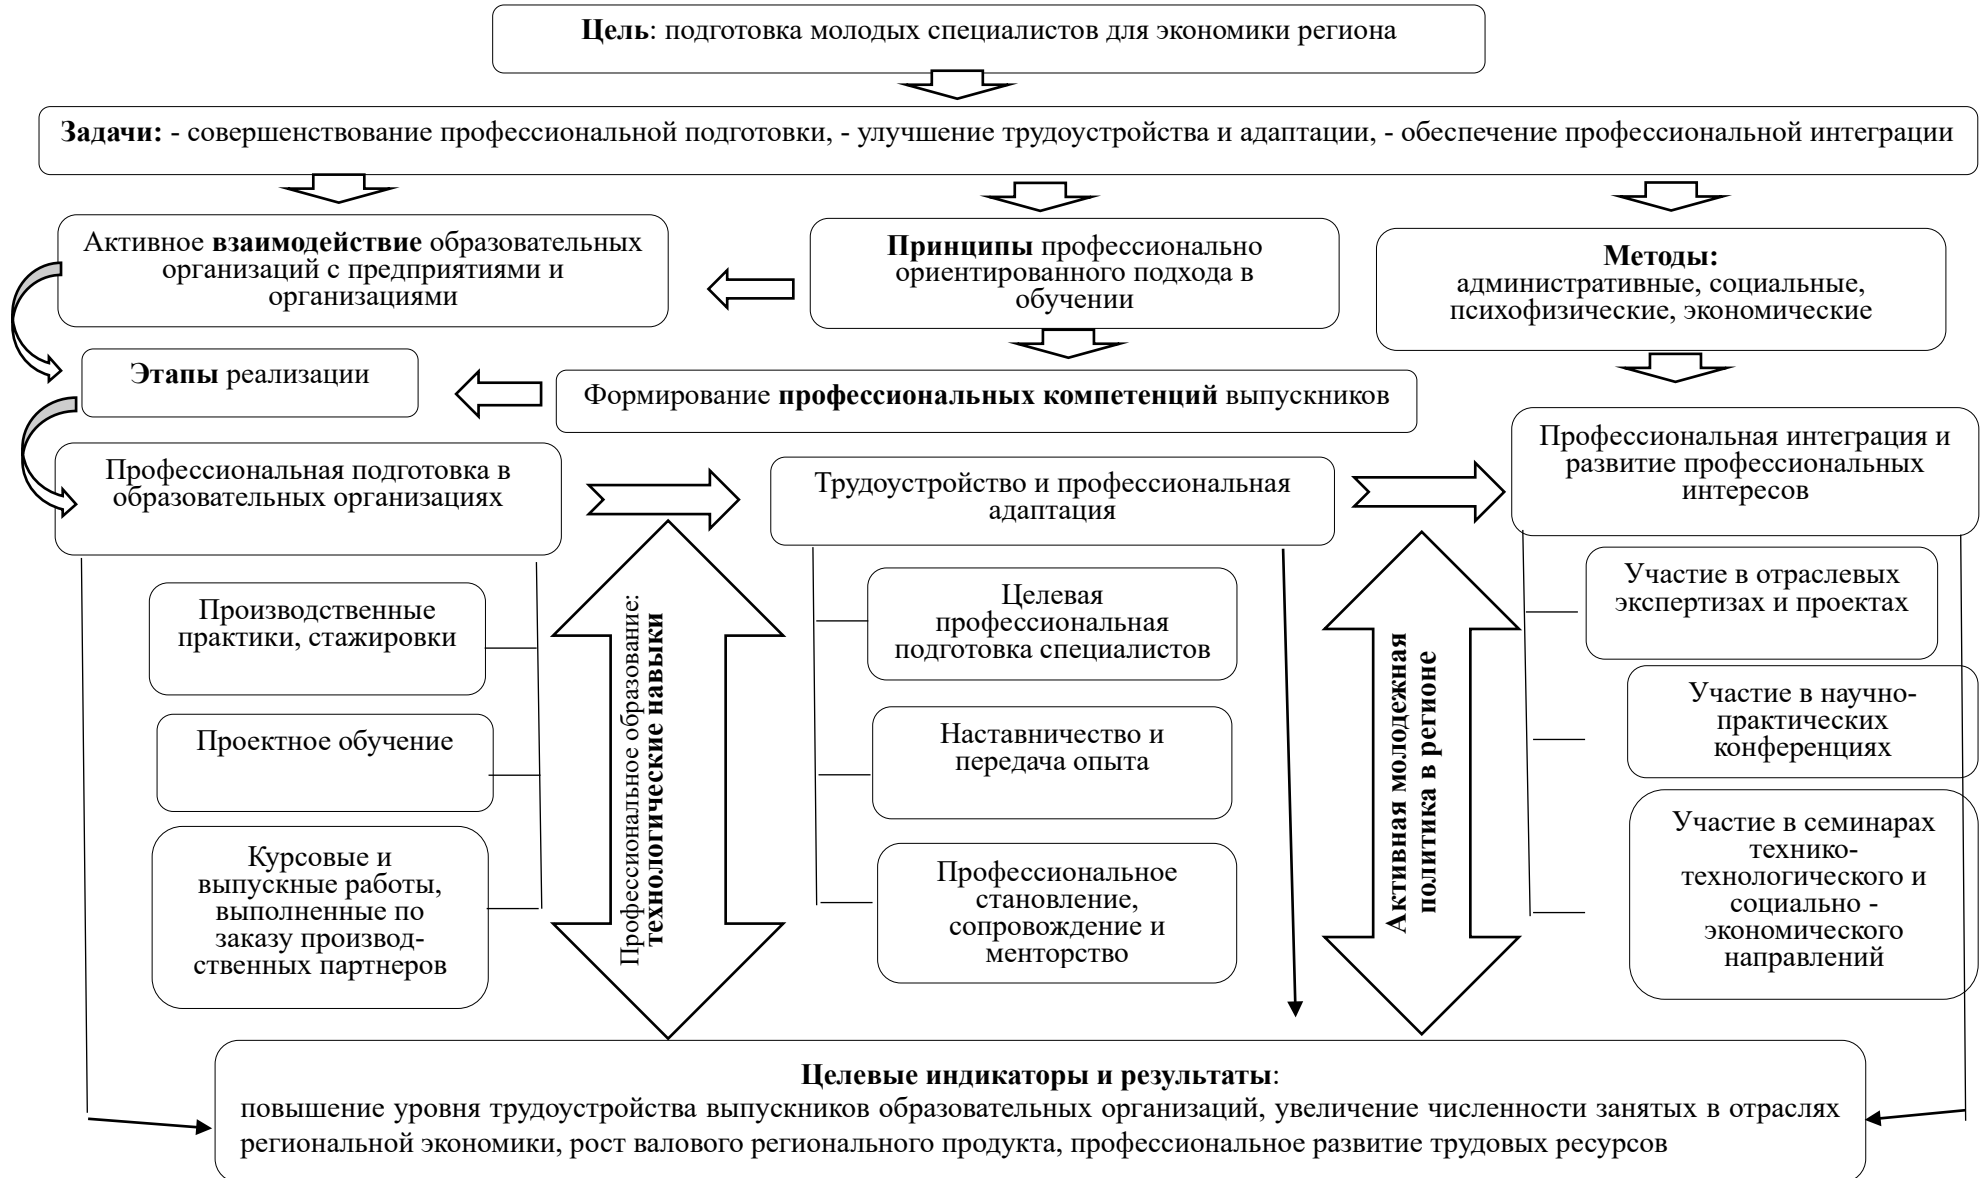 Цель: подготовка молодых специалистов для экономики региона
Задачи: - совершенствование профессиональной подготовки, - улучшение трудоустройства и адаптации, - обеспечение профессиональной интеграции
Активное взаимодействие образовательных
организаций с предприятиями и
организациями
Принципы профессионально
ориентированного подхода в
обучении
Методы:
административные, социальные,
психофизические, экономические
Этапы реализации
Формирование профессиональных компетенций выпускников
Профессиональная подготовка в
образовательных организациях
Трудоустройство и профессиональная
адаптация
Профессиональная интеграция и
развитие профессиональных
интересов
Производственные
практики, стажировки
Проектное обучение
Курсовые и
выпускные работы,
выполненные по
заказу производ-
ственных партнеров
Профессиональное образование:
технологические навыки
Целевая
профессиональная
подготовка специалистов
Наставничество и
передача опыта
Профессиональное
становление,
сопровождение и
менторство
Активная молодежная
политика в регионе
Участие в отраслевых
экспертизах и проектах
Участие в научно-
практических
конференциях
Участие в семинарах
технико-
технологического и
социально -
экономического
направлений
Целевые индикаторы и результаты:
повышение уровня трудоустройства выпускников образовательных организаций, увеличение численности занятых в отраслях
региональной экономики, рост валового регионального продукта, профессиональное развитие трудовых ресурсов